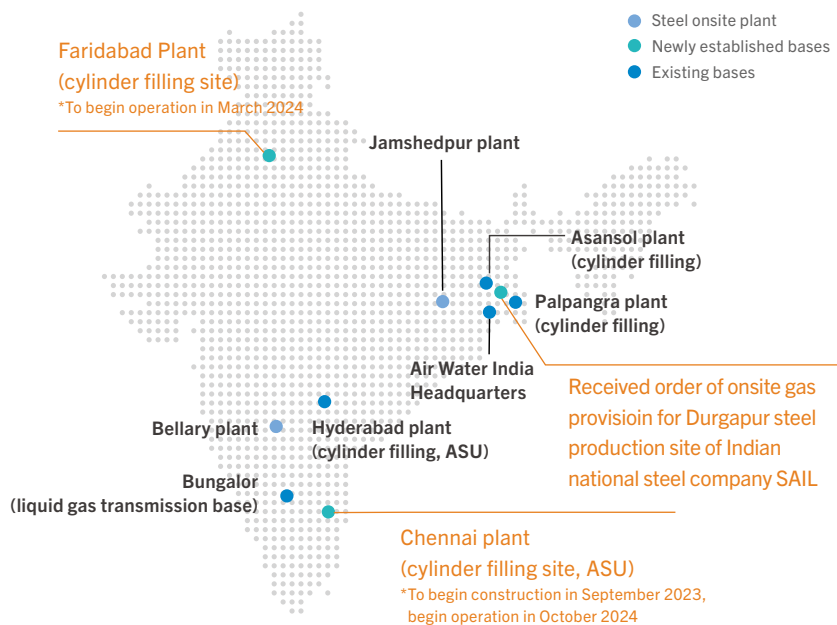 Steel onsite plant
Newly established bases
Existing bases
Faridabad Plant
(cylinder filling site)
*To begin operation in March 2024
Jamshedpur plant
Asansol plant
(cylinder filling)
Palpangra plant
(cylinder filling)
Air Water India
Headquarters
Received order of onsite gas
provisioin for Durgapur steel
production site of Indian
national steel company SAIL
Bellary plant
Hyderabad plant
(cylinder filling, ASU)
Bungalor
(liquid gas transmission base)
Chennai plant
(cylinder filling site, ASU)
*To begin construction in September 2023,
begin operation in October 2024